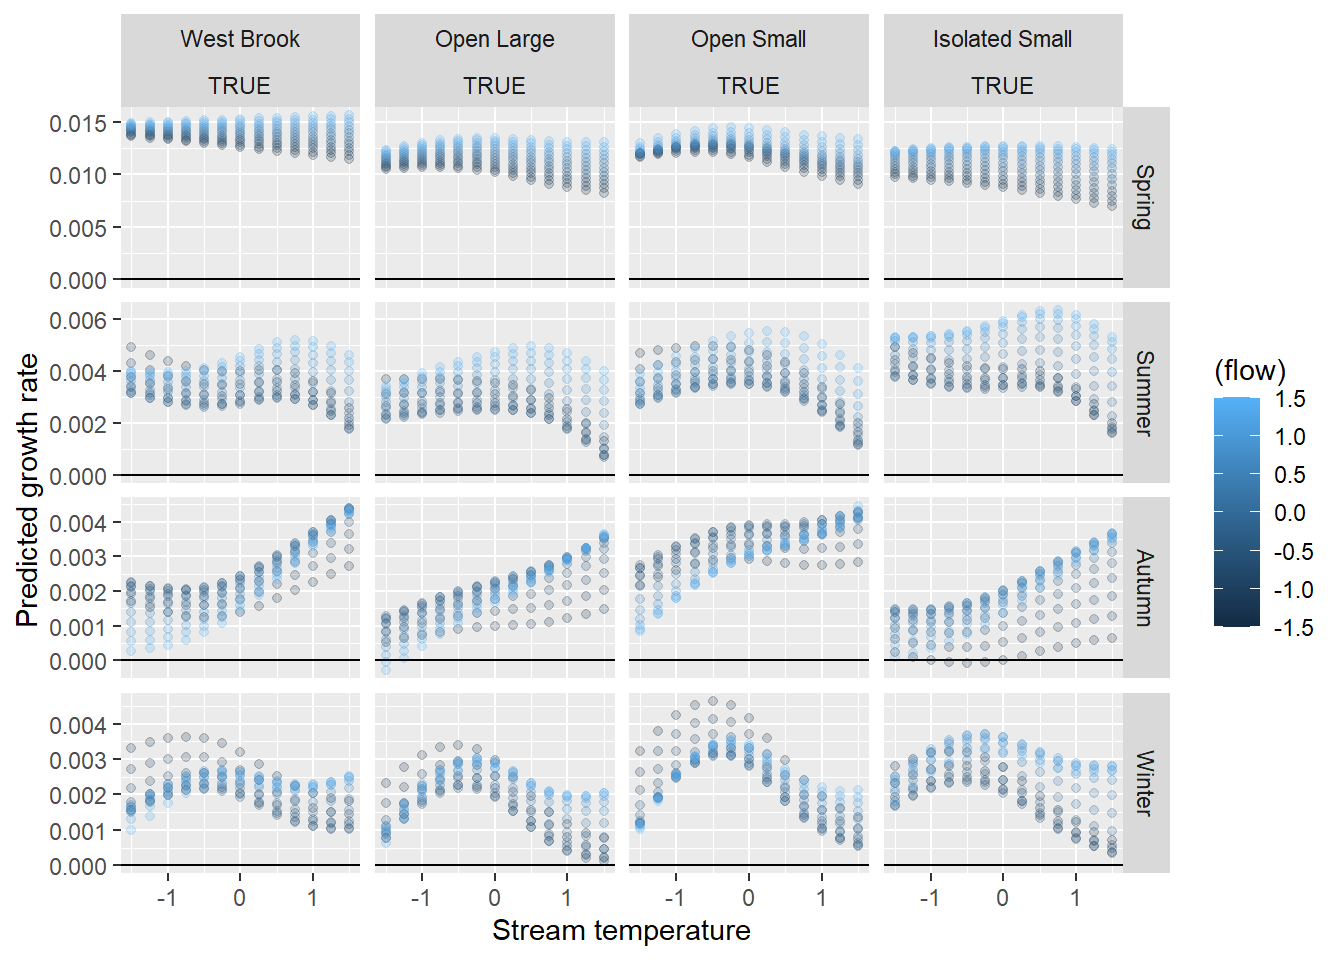 West Brook
Open Large
Open Small
Isolated Small
TRUE
TRUE
TRUE
TRUE
Predicted growth rate
0.015
0.010
0.005
0.000
Spring
0.006
0.004
0.002
0.000
Summer
0.004
0.003
0.002
0.001
0.000
Autumn
0.004
0.003
0.002
0.001
0.000
Winter
-1
0
1
-1
0
1
-1
0
1
-1
0
1
Stream temperature
(flow)
1.5
1.0
0.5
0.0
-0.5
-1.0
-1.5